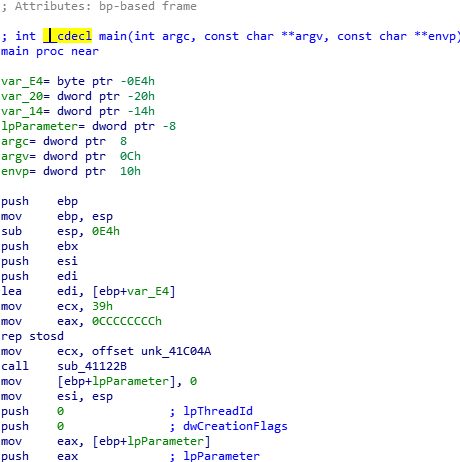 ; Attributes: bp-based frame
; int __cdecl main(int argc, const char **argv, const char **envp)
main proc near
var_E4= byte ptr -0E4h
var_20= dword ptr -20h
var_14= dword ptr -14h
lpParameter= dword ptr -8
argc= dword ptr  8
argv= dword ptr  0Ch
envp= dword ptr  10h
push    ebp
mov     ebp, esp
sub     esp, 0E4h
push    ebx
push    esi
push    edi
lea     edi, [ebp+var_E4]
mov     ecx, 39h
mov     eax, 0CCCCCCCCh
rep stosd
mov     ecx, offset unk_41C04A
call    sub_41122B
mov     [ebp+lpParameter], 0
mov     esi, esp
push    0               ; lpThreadId
push    0               ; dwCreationFlags
mov     eax, [ebp+lpParameter]
push    eax             ; lpParameter